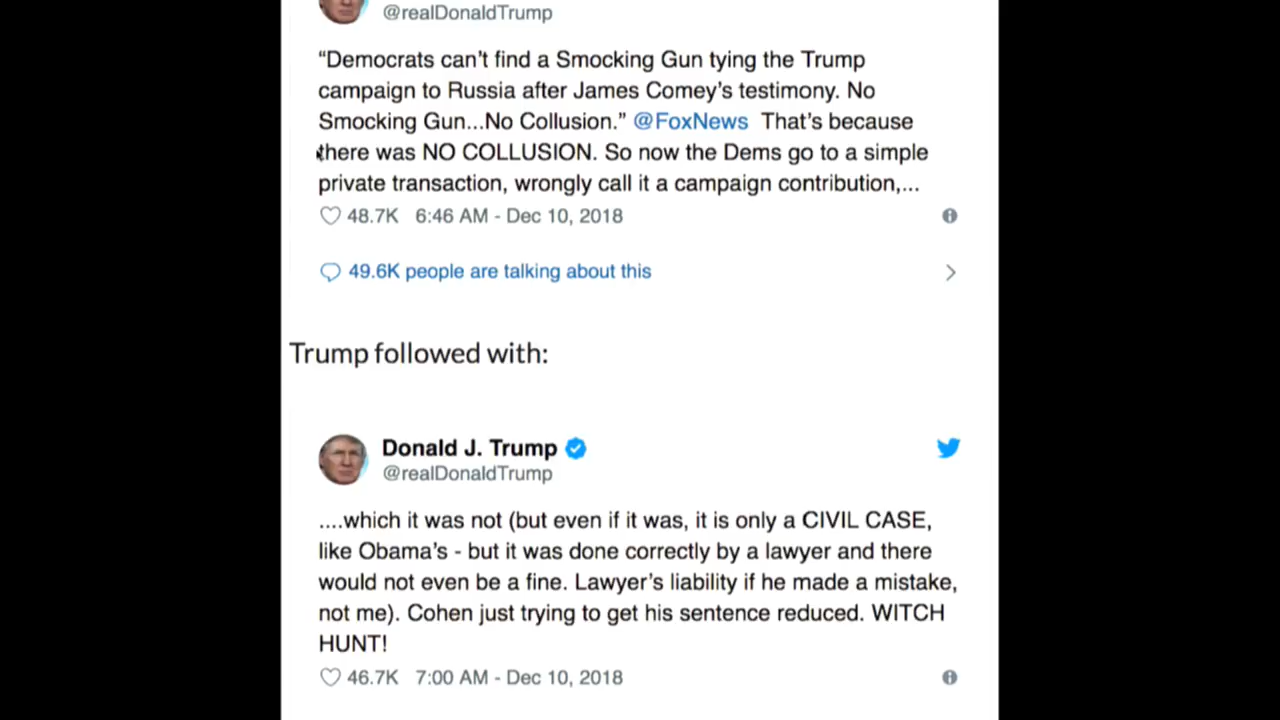 @realDonaldTrump
“Democrats can’t find a Smocking Gun tying the Trump
campaign to Russia after James Comey’s testimony. No
Smocking Gun...No Collusion.” @FoxNews That’s because
there was NO COLLUSION. So now the Dems go to a simple
private transaction, wrongly call it a campaign contribution,...
48.7K 6:46 AM - Dec 10, 2018
49.6K people are talking about this
Trump followed with:
Donald J. Trump
@realDonaldTrump
....which it was not (but even if it was, it is only a CIVIL CASE,
like Obama’s - but it was done correctly by a lawyer and there
would not even be a fine. Lawyer’s liability if he made a mistake,
not me). Cohen just trying to get his sentence reduced. WITCH
HUNT!
46.7K 7:00 AM - Dec 10, 2018